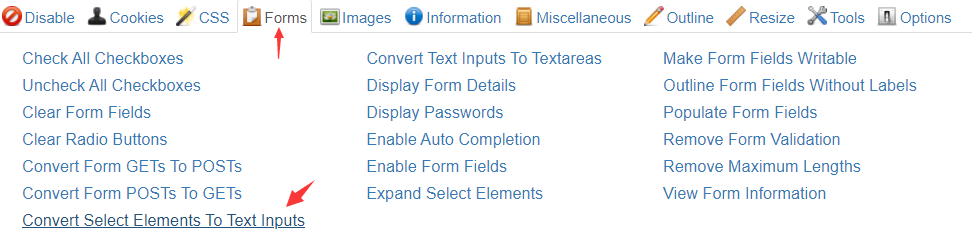 Disable Cookies CSS Forms Images Information Miscellaneous Outline Resize Tools Options
Check All Checkboxes
Uncheck All Checkboxes
Clear Form Fields
Clear Radio Buttons
Convert Form GETs To POSTs
Convert Form POSTs To GETs
Convert Select Elements To Text Inputs
Convert Text Inputs To Textareas
Display Form Details
Display Passwords
Enable Auto Completion
Enable Form Fields
Expand Select Elements
Make Form Fields Writable
Outline Form Fields Without Labels
Populate Form Fields
Remove Form Validation
Remove Maximum Lengths
View Form Information